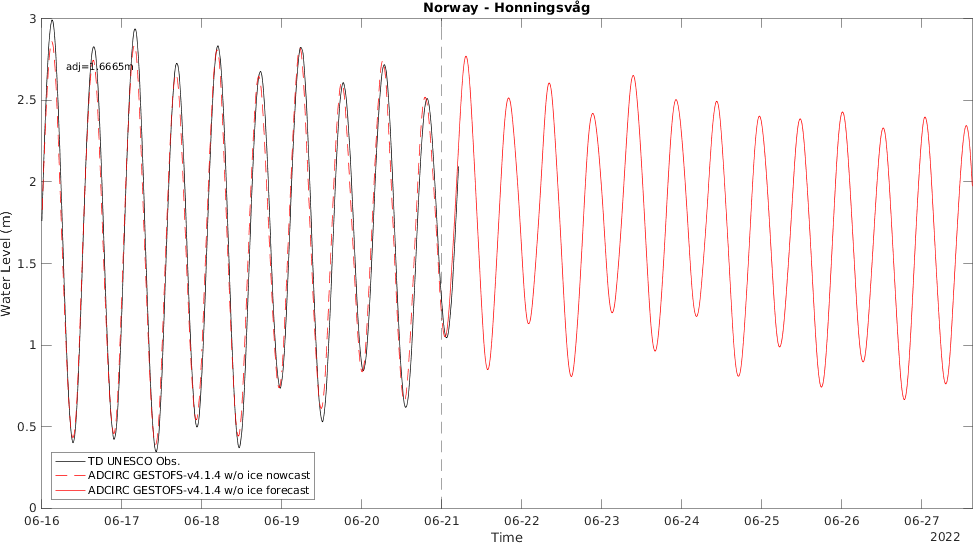 Norway - Honningsvåg
adj=1.6665m
3
2.5
2
1.5
1
0.5
0
Water Level (m)
TD UNESCO Obs.
ADCIRC GESTOFS-v4.1.4 w/o ice nowcast
ADCIRC GESTOFS-v4.1.4 w/o ice forecast
06-16 06-17 06-18 06-19 06-20 06-21 06-22 06-23 06-24 06-25 06-26 06-27
Time
2022